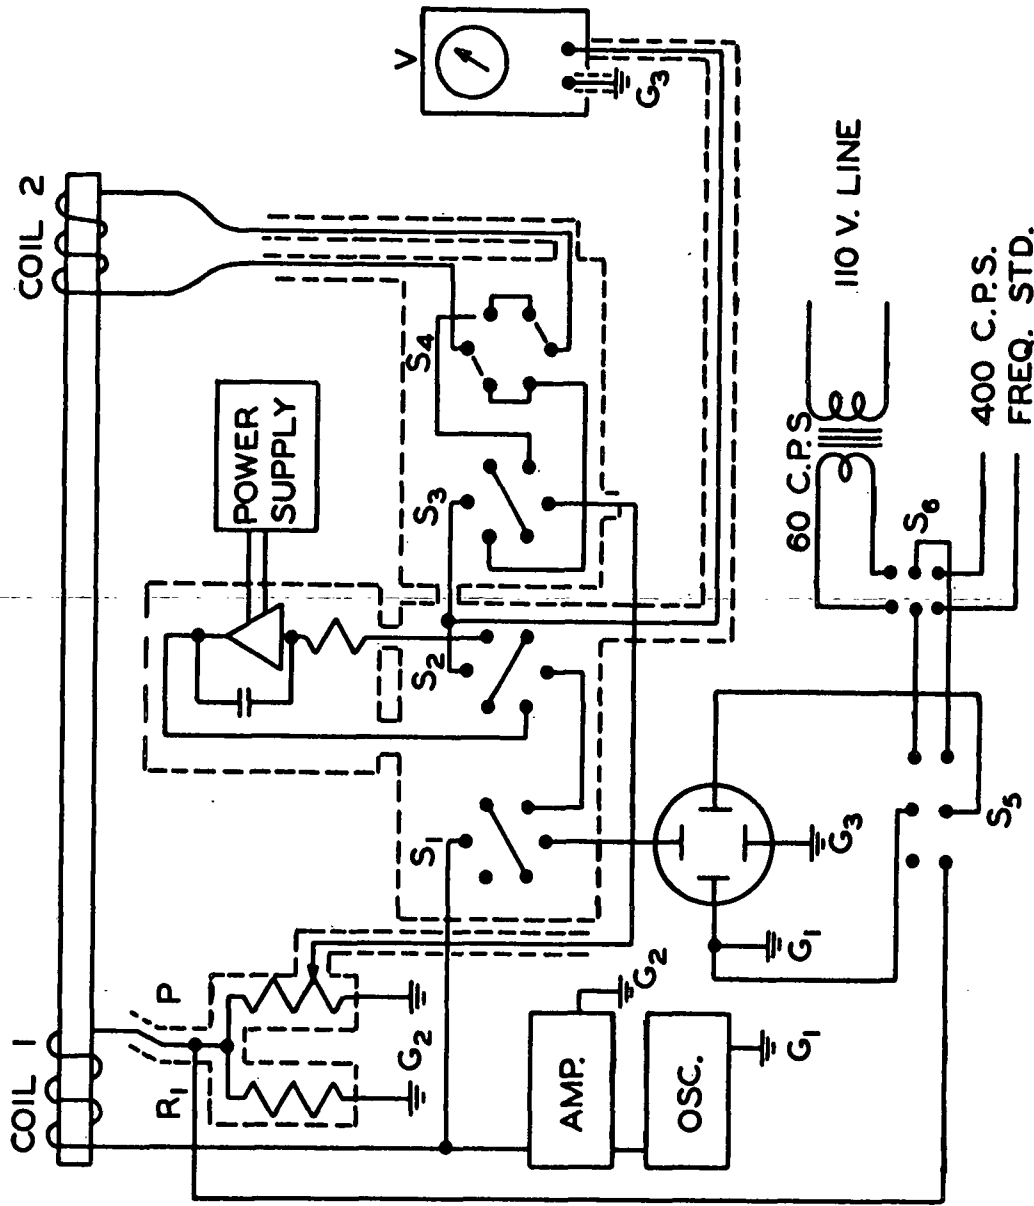 COIL 1
COIL 2
P
R1
G2
POWER
SUPPLY
V
G3
S1
S2
S3
S4
AMP.
G2
OSC.
G1
G1
G3
S5
S6
60 C.P.S
110 V. LINE
400 C.P.S.
FREQ. STD.